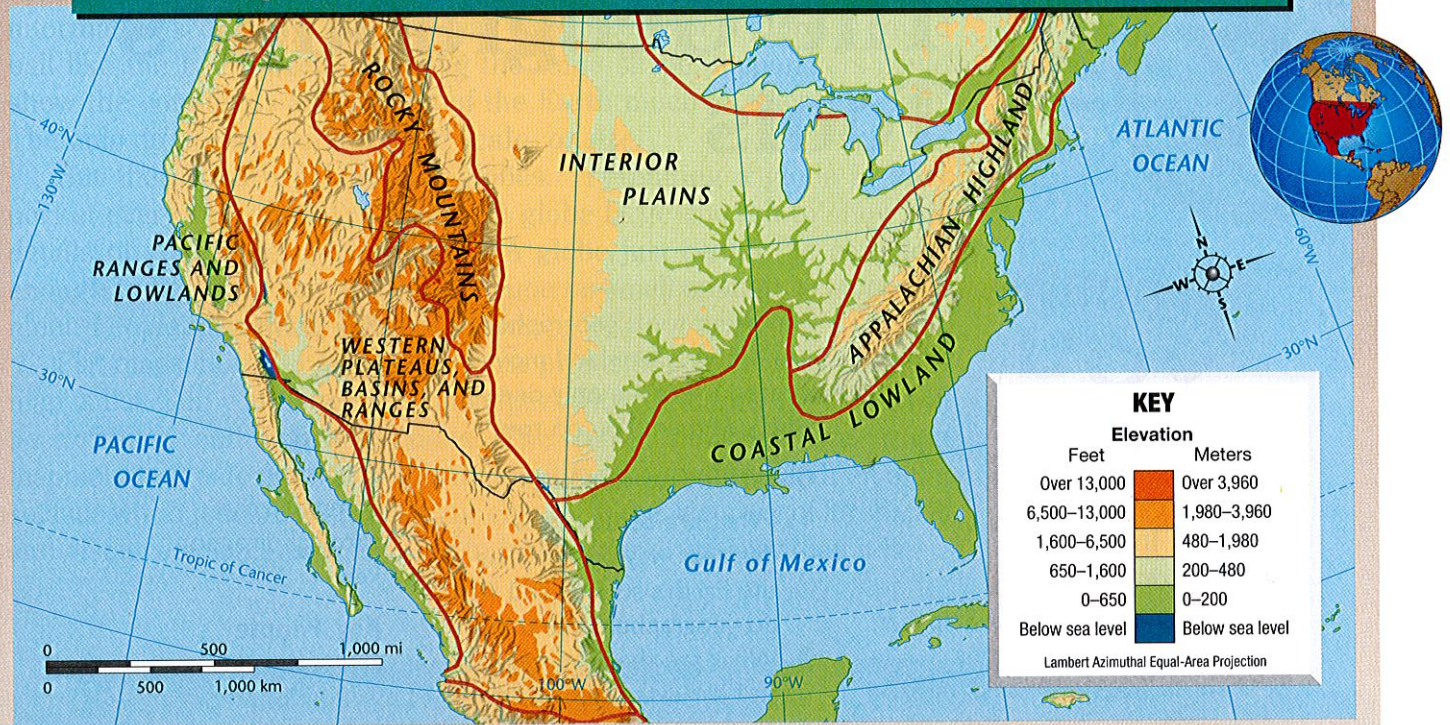 ROCKY MOUNTAINS
INTERIOR
PLAINS
APPALACHIAN HIGHLAND
ATLANTIC
OCEAN
40°N
130°W
60°W
N
W
E
S
PACIFIC
RANGES AND
LOWLANDS
WESTERN
PLATEAUS,
BASINS, AND
RANGES
30°N
30°N
COASTAL LOWLAND
PACIFIC
OCEAN
Gulf of Mexico
Tropic of Cancer
100°W
90°W
0 500 1,000 mi
0 500 1,000 km
KEY
Elevation
Feet Meters
Over 13,000 Over 3,960
6,500–13,000 1,980–3,960
1,600–6,500 480–1,980
650–1,600 200–480
0–650 0–200
Below sea level Below sea level
Lambert Azimuthal Equal-Area Projection